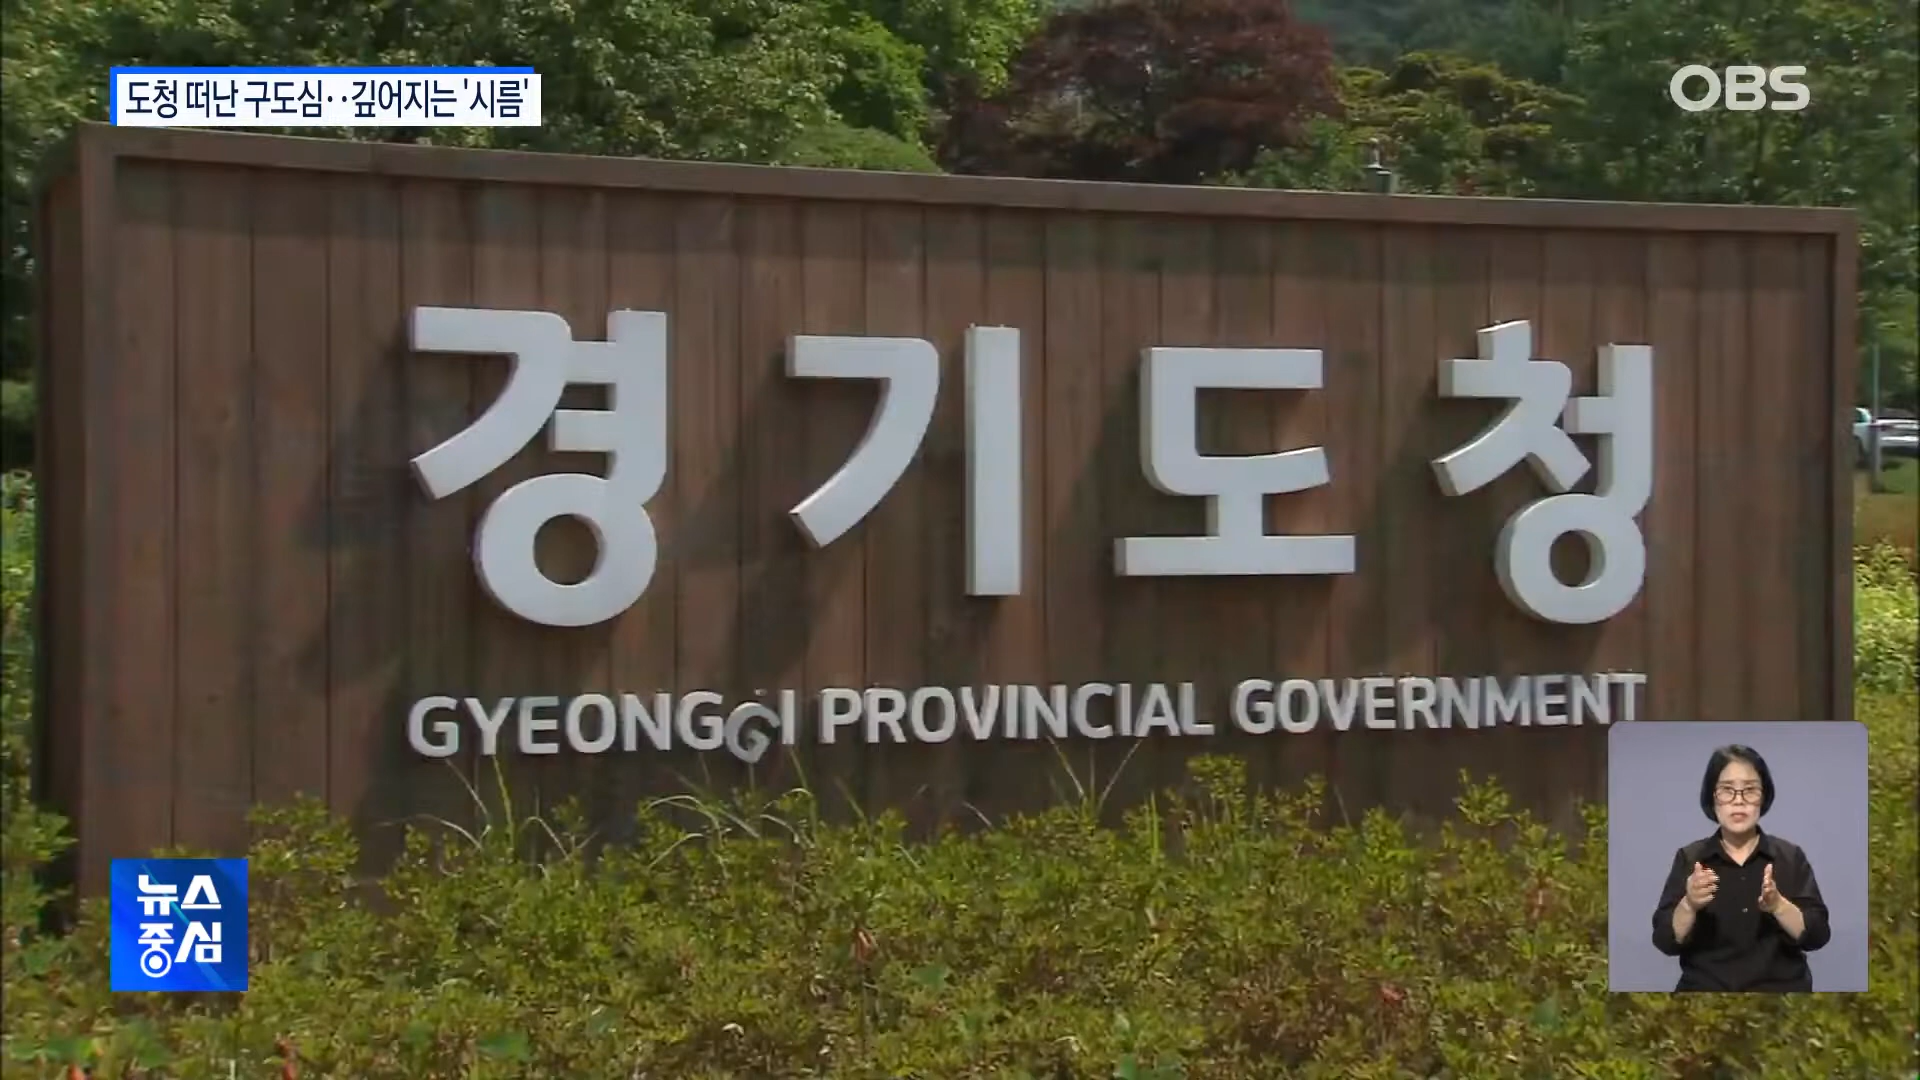 도청 떠난 구도심‥깊어지는 '시름'
OBS
경기도청
GYEONGGI PROVINCIAL GOVERNMENT
뉴스
중심